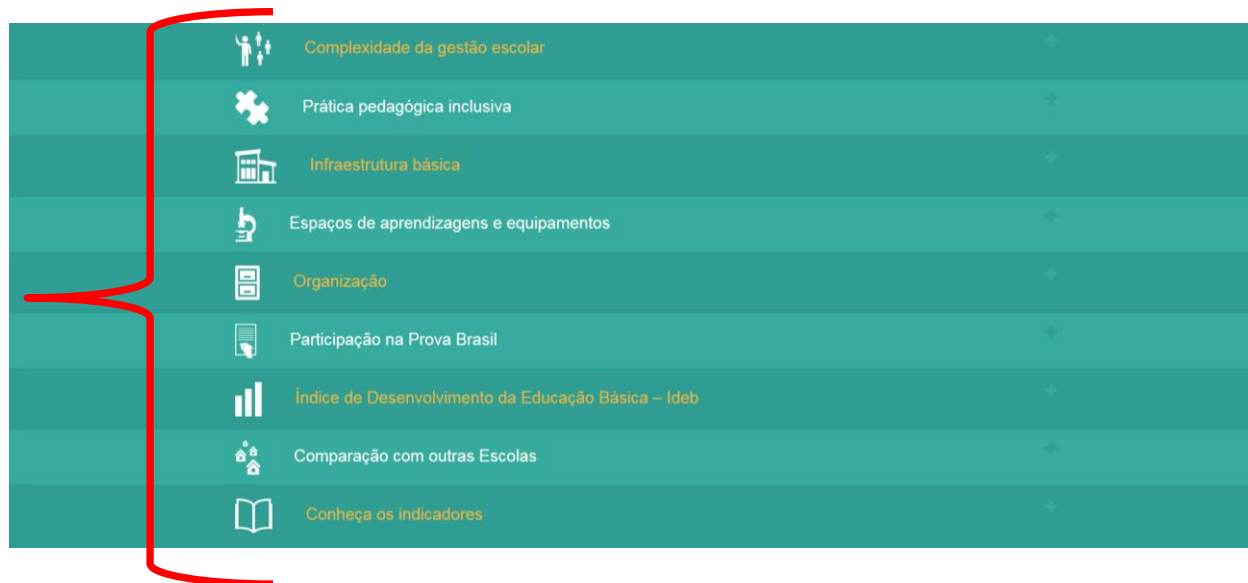 Complexidade da gestão escolar
Prática pedagógica inclusiva
Infraestrutura básica
Espaços de aprendizagens e equipamentos
Organização
Participação na Prova Brasil
Índice de Desenvolvimento da Educação Básica – Ideb
Comparação com outras Escolas
Conheça os indicadores